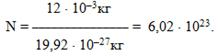 N = 12 · 10⁻³кг / 19,92 · 10⁻²⁷кг = 6,02 · 10²³.